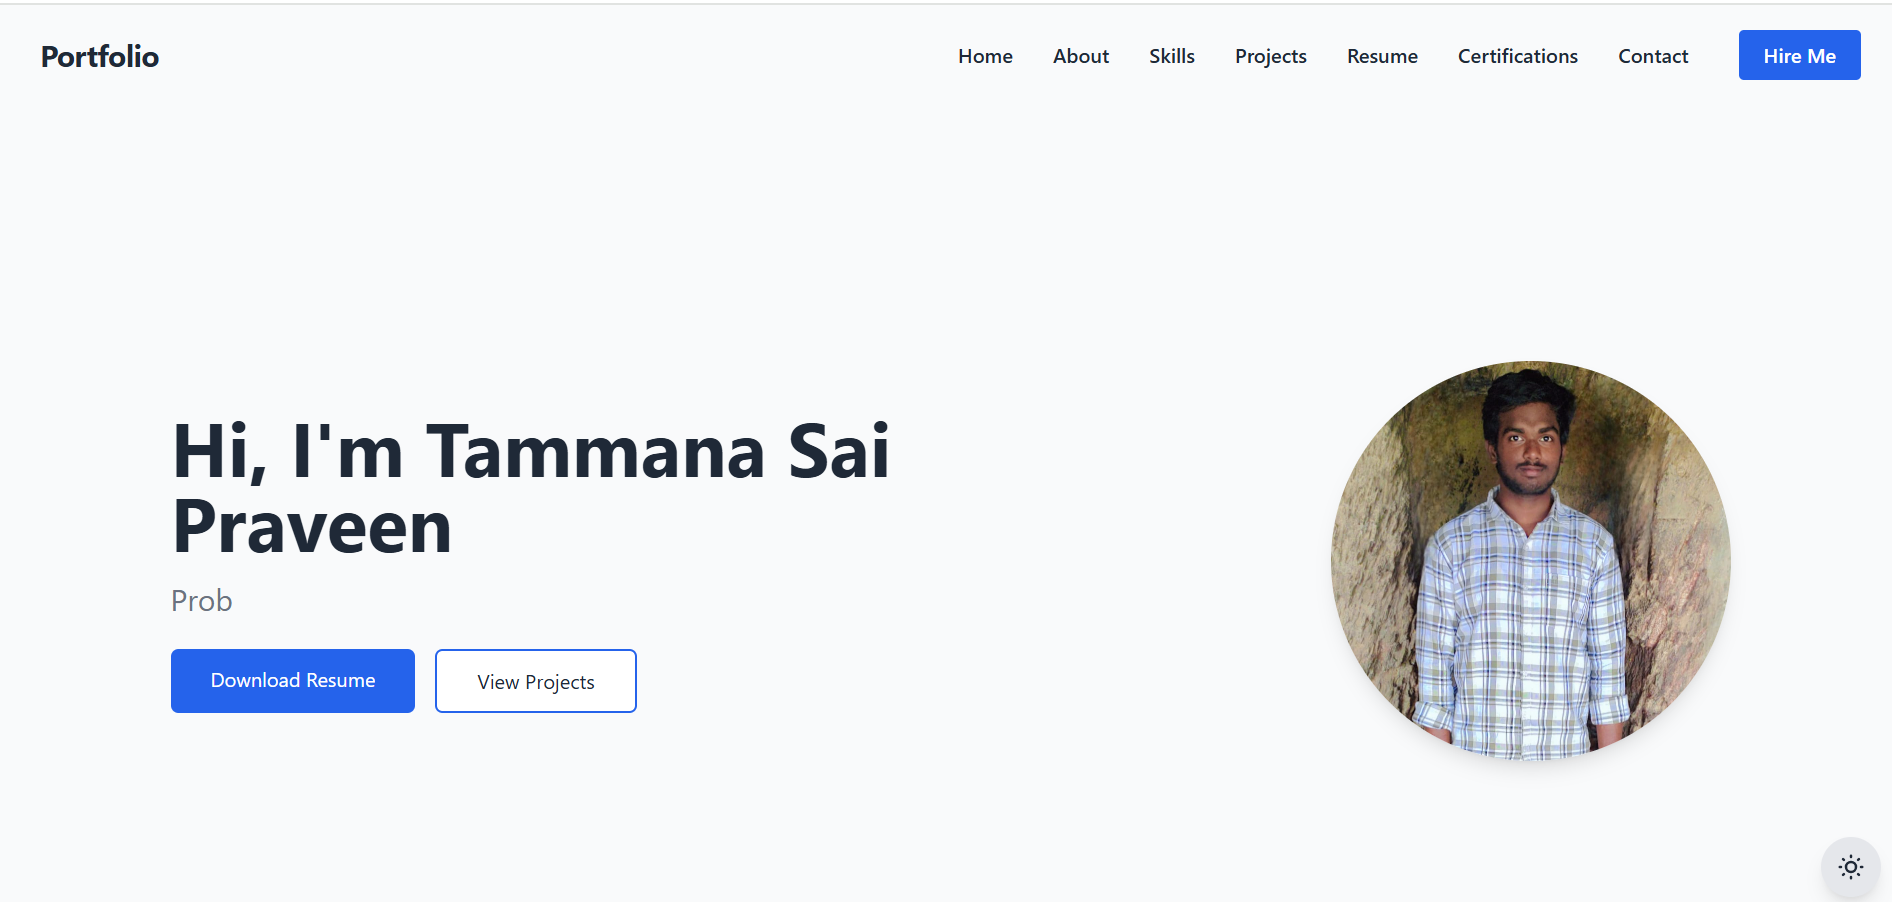 Portfolio
Home About Skills Projects Resume Certifications Contact Hire Me
Hi, I'm Tammana Sai
Praveen
Prob
Download Resume View Projects